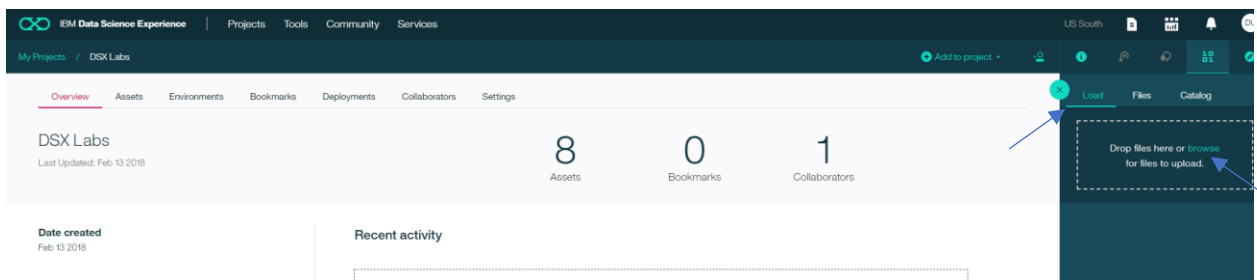 IBM Data Science Experience | Projects Tools Community Services US South
My Projects / DSX Labs Add to project
Overview Assets Environments Bookmarks Deployments Collaborators Settings
Load Files Catalog
DSX Labs
Last Updated: Feb 13 2018
8
Assets
0
Bookmarks
1
Collaborators
Drop files here or browse
for files to upload.
Date created
Feb 13 2018
Recent activity